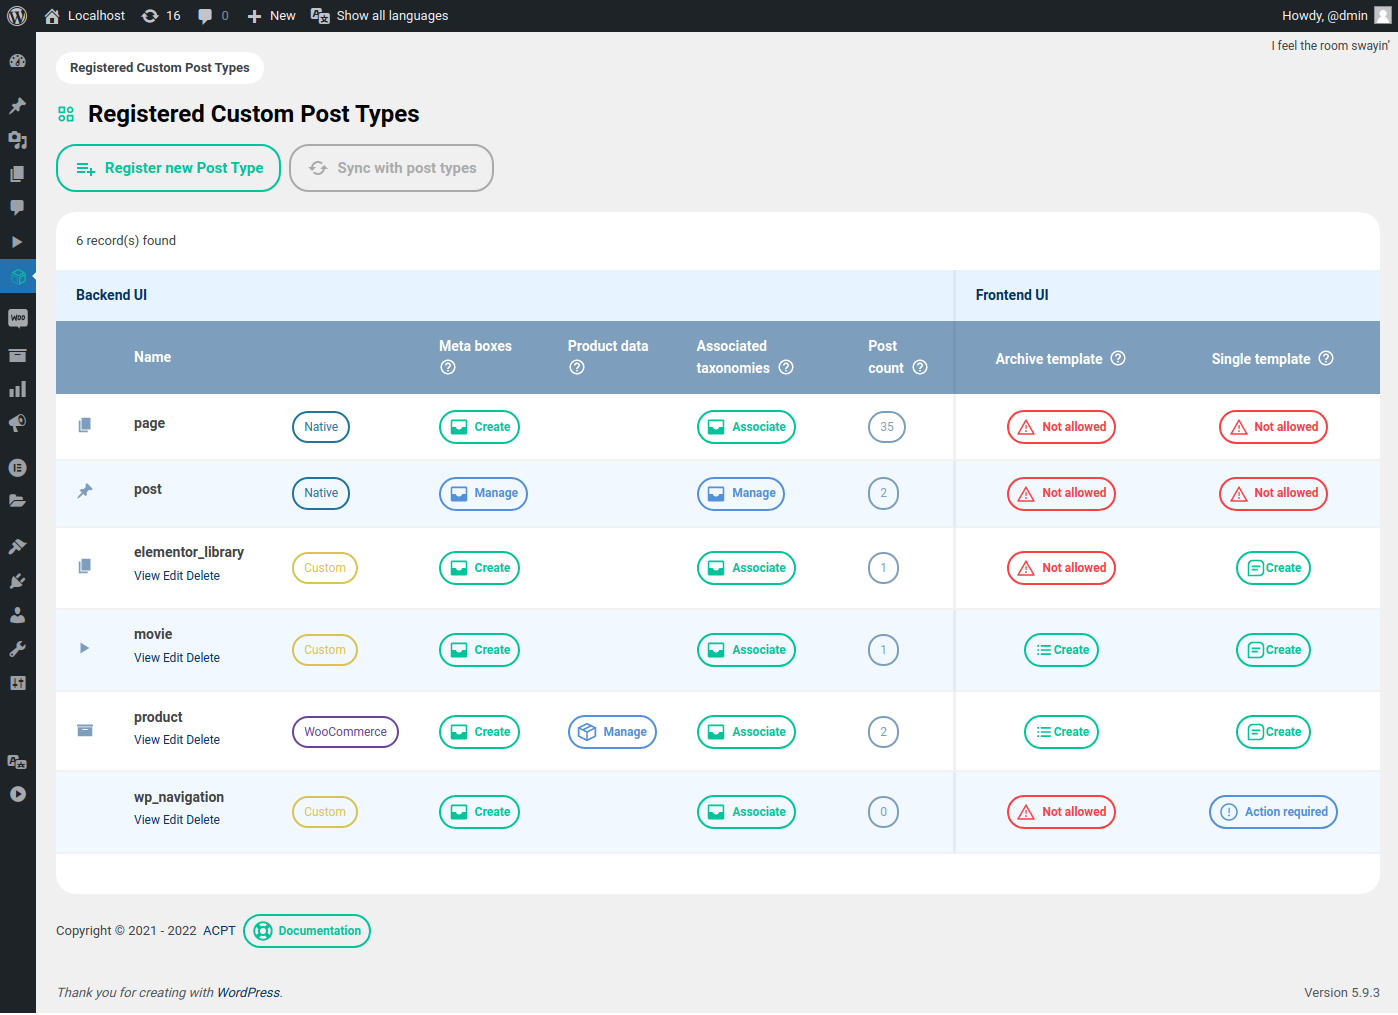 Localhost 16 0 New Show all languages Howdy, @dmin
I feel the room swayin'
Registered Custom Post Types
Registered Custom Post Types
Register new Post Type Sync with post types
6 record(s) found
Backend UI Frontend UI
Name Meta boxes Product data Associated taxonomies Post count Archive template Single template
page Native Create Associate 35 Not allowed Not allowed
post Native Manage Manage 2 Not allowed Not allowed
elementor_library Custom Create Associate 1 Not allowed Create
View Edit Delete
movie Custom Create Associate 1 Create Create
View Edit Delete
product WooCommerce Create Manage Associate 2 Create Create
View Edit Delete
wp_navigation Custom Create Associate 0 Not allowed Action required
View Edit Delete
Copyright © 2021 - 2022 ACPT Documentation
Thank you for creating with WordPress. Version 5.9.3